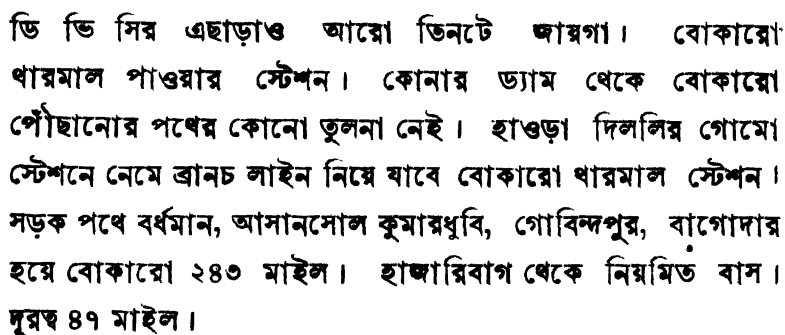 ডি ভি সির এছাড়াও আরো তিনটে জায়গা। বোকারো
থারমাল পাওয়ার স্টেশন। কোনার ড্যাম থেকে বোকারো
পৌঁছানোর পথের কোনো তুলনা নেই। হাওড়া দিললির গোমো
স্টেশনে নেমে ব্রানচ লাইন নিয়ে যাবে বোকারো থারমাল স্টেশন।
সড়ক পথে বর্ধমান, আসানসোল কুমারধুবি, গোবিন্দপুর, বাগোদার
হয়ে বোকারো ২৪৩ মাইল। হাজারিবাগ থেকে নিয়মিত বাস।
দূরত্ব ৪৭ মাইল।